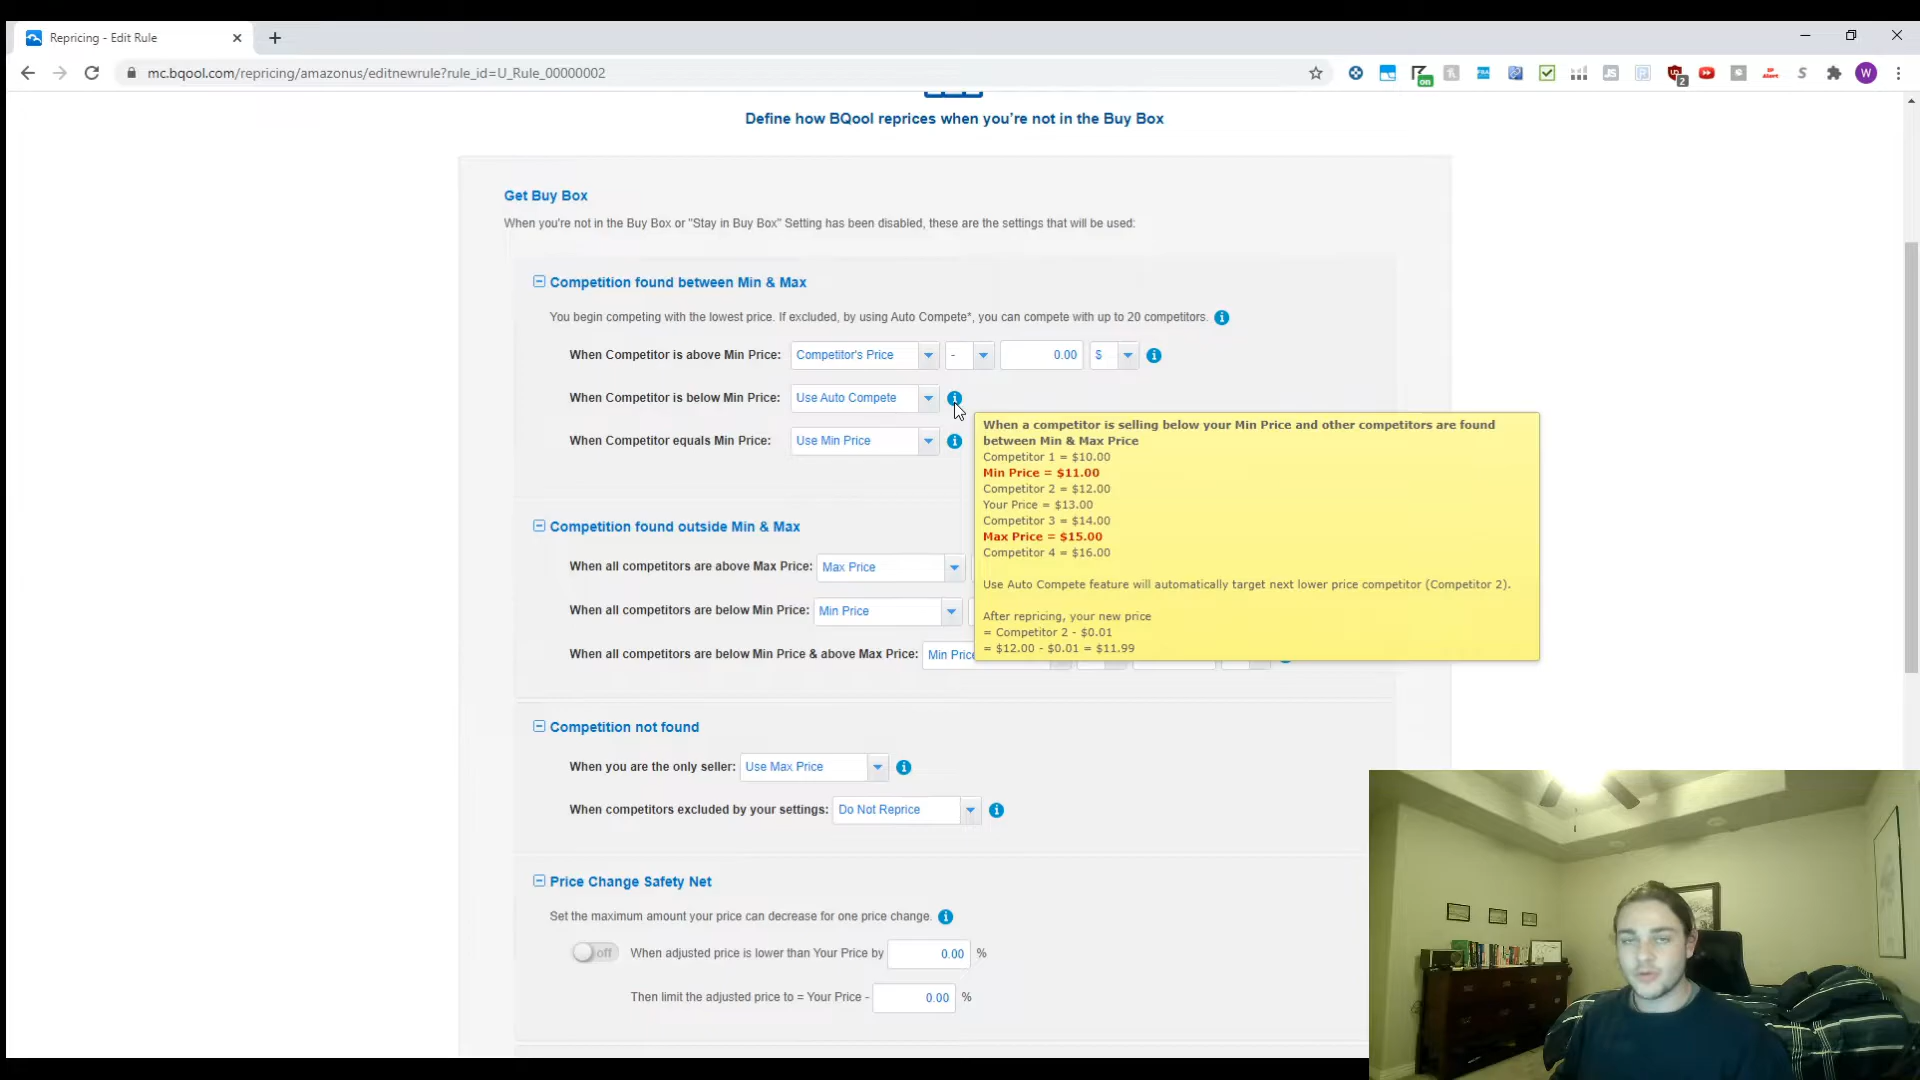 Repricing - Edit Rule
mc.bqool.com/repricing/amazonus/editnewrule?rule_id=U_Rule_00000002
Define how BQool reprices when you're not in the Buy Box
Get Buy Box
When you're not in the Buy Box or "Stay in Buy Box" Setting has been disabled, these are the settings that will be used:
Competition found between Min & Max
You begin competing with the lowest price. If excluded, by using Auto Compete*, you can compete with up to 20 competitors.
When Competitor is above Min Price: Competitor's Price - 0.00 $
When Competitor is below Min Price: Use Auto Compete
When Competitor equals Min Price: Use Min Price
When a competitor is selling below your Min Price and other competitors are found
between Min & Max Price
Competitor 1 = $10.00
Min Price = $11.00
Competitor 2 = $12.00
Your Price = $13.00
Competitor 3 = $14.00
Max Price = $15.00
Competitor 4 = $16.00
Use Auto Compete feature will automatically target next lower price competitor (Competitor 2).
After repricing, your new price
= Competitor 2 - $0.01
= $12.00 - $0.01 = $11.99
Competition found outside Min & Max
When all competitors are above Max Price: Max Price
When all competitors are below Min Price: Min Price
When all competitors are below Min Price & above Max Price: Min Price
Competition not found
When you are the only seller: Use Max Price
When competitors excluded by your settings: Do Not Reprice
Price Change Safety Net
Set the maximum amount your price can decrease for one price change.
off When adjusted price is lower than Your Price by 0.00 %
Then limit the adjusted price to = Your Price - 0.00 %